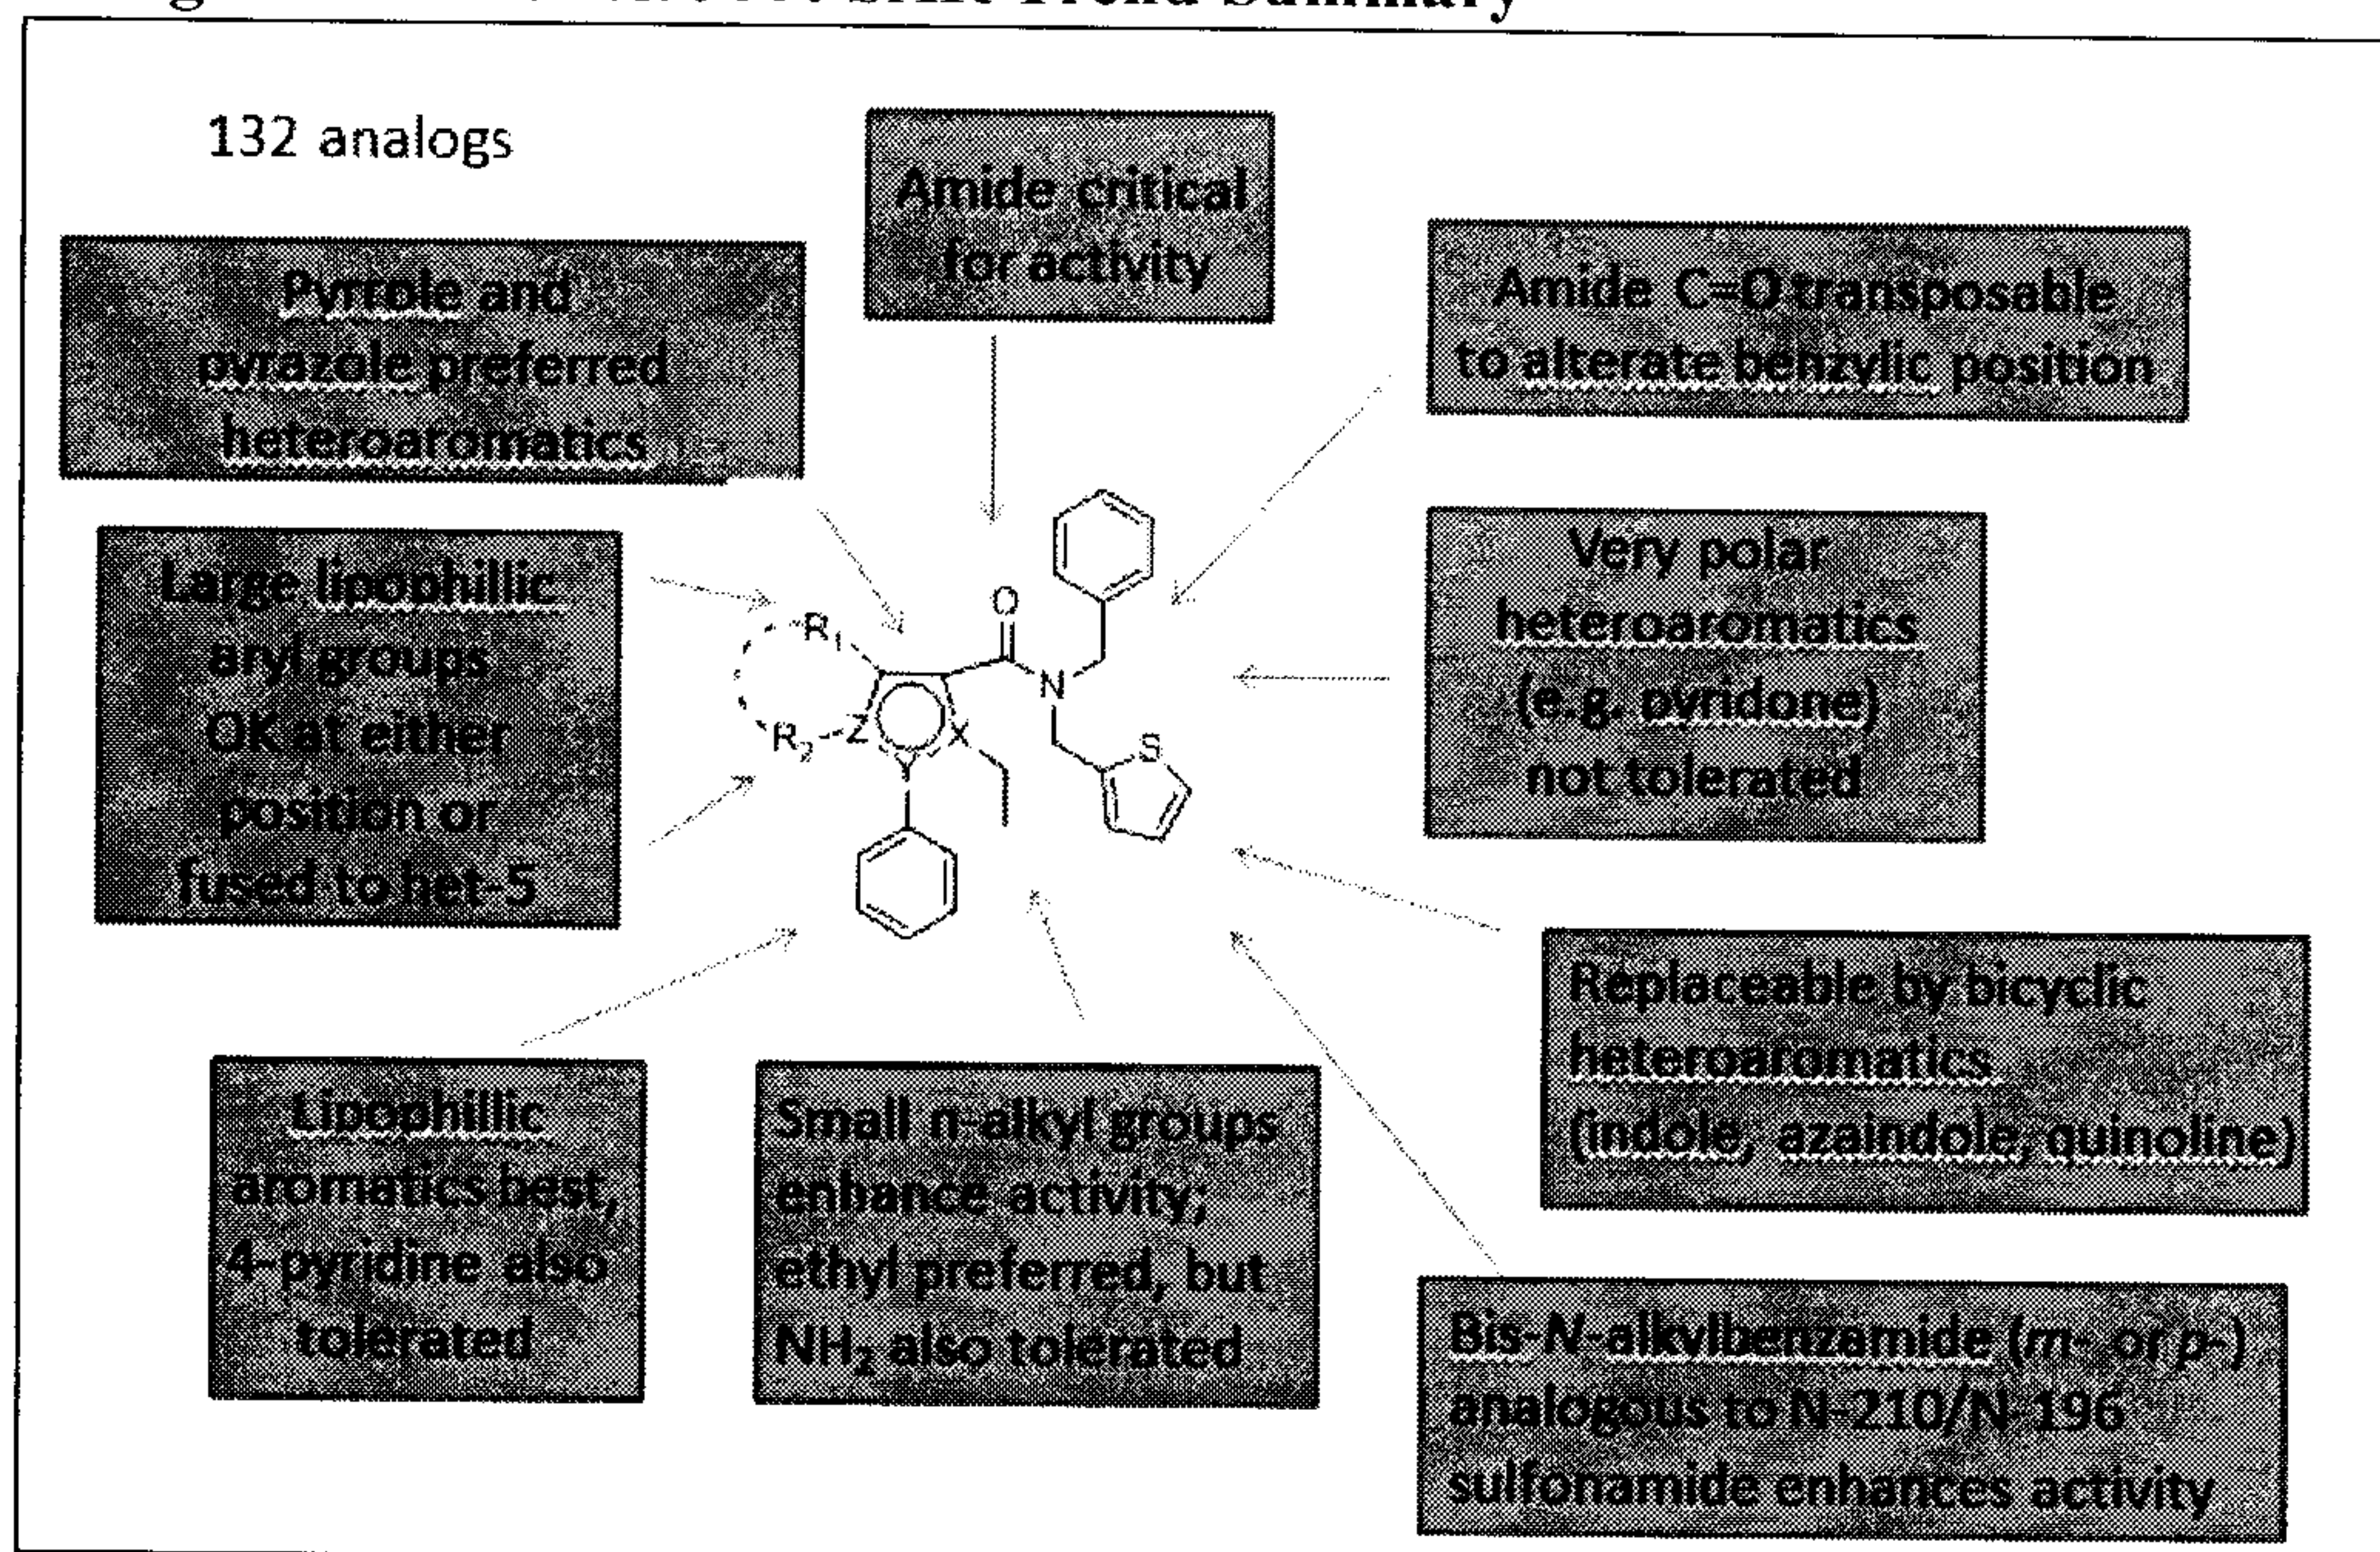 SAR Trend Summary
132 analogs
Amide critical
for activity
Pyrrole and
pyrazole preferred
heteroaromatics
Amide C=O transposable
to alterate benzylic position
Large lipophillic
aryl groups
OK at either
position or
fused to het-5
Very polar
heteroaromatics
(e.g. pyridone)
not tolerated
O
R₁
N
Z
X
R₂
Y
S
Replaceable by bicyclic
heteroaromatics
(indole, azaindole, quinoline)
Lipophillic
aromatics best,
4-pyridine also
tolerated
Small n-alkyl groups
enhance activity;
ethyl preferred, but
NH₂ also tolerated
Bis-N-alkylbenzamide (m- or p-)
analogous to N-210/N-196
sulfonamide enhances activity